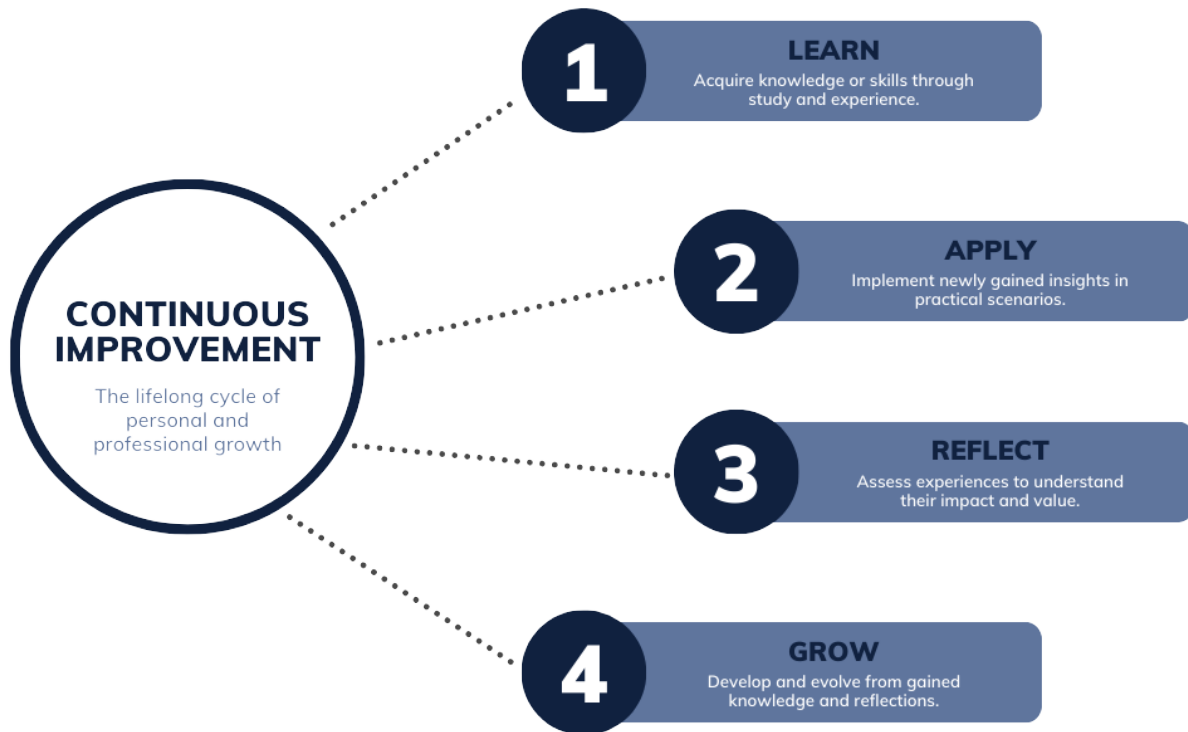 1
LEARN
Acquire knowledge or skills through
study and experience.
2
APPLY
Implement newly gained insights in
practical scenarios.
CONTINUOUS
IMPROVEMENT
The lifelong cycle of
personal and
professional growth
3
REFLECT
Assess experiences to understand
their impact and value.
4
GROW
Develop and evolve from gained
knowledge and reflections.